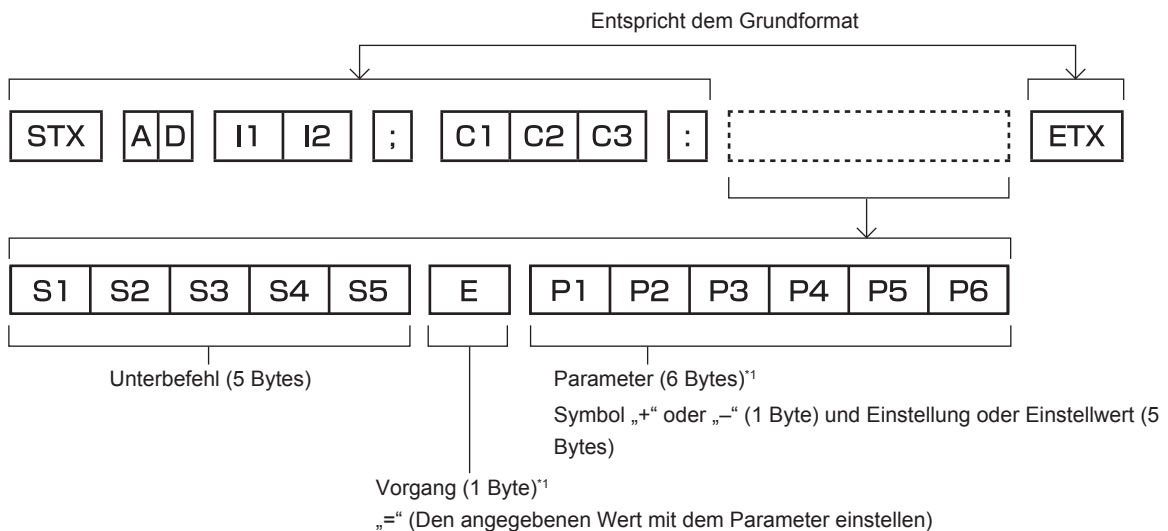 Entspricht dem Grundformat
STX A D I1 I2 ; C1 C2 C3 : ETX
S1 S2 S3 S4 S5 E P1 P2 P3 P4 P5 P6
Unterbefehl (5 Bytes)
Parameter (6 Bytes)*1
Symbol „+“ oder „–“ (1 Byte) und Einstellung oder Einstellwert (5
Bytes)
Vorgang (1 Byte)*1
„=“ (Den angegebenen Wert mit dem Parameter einstellen)